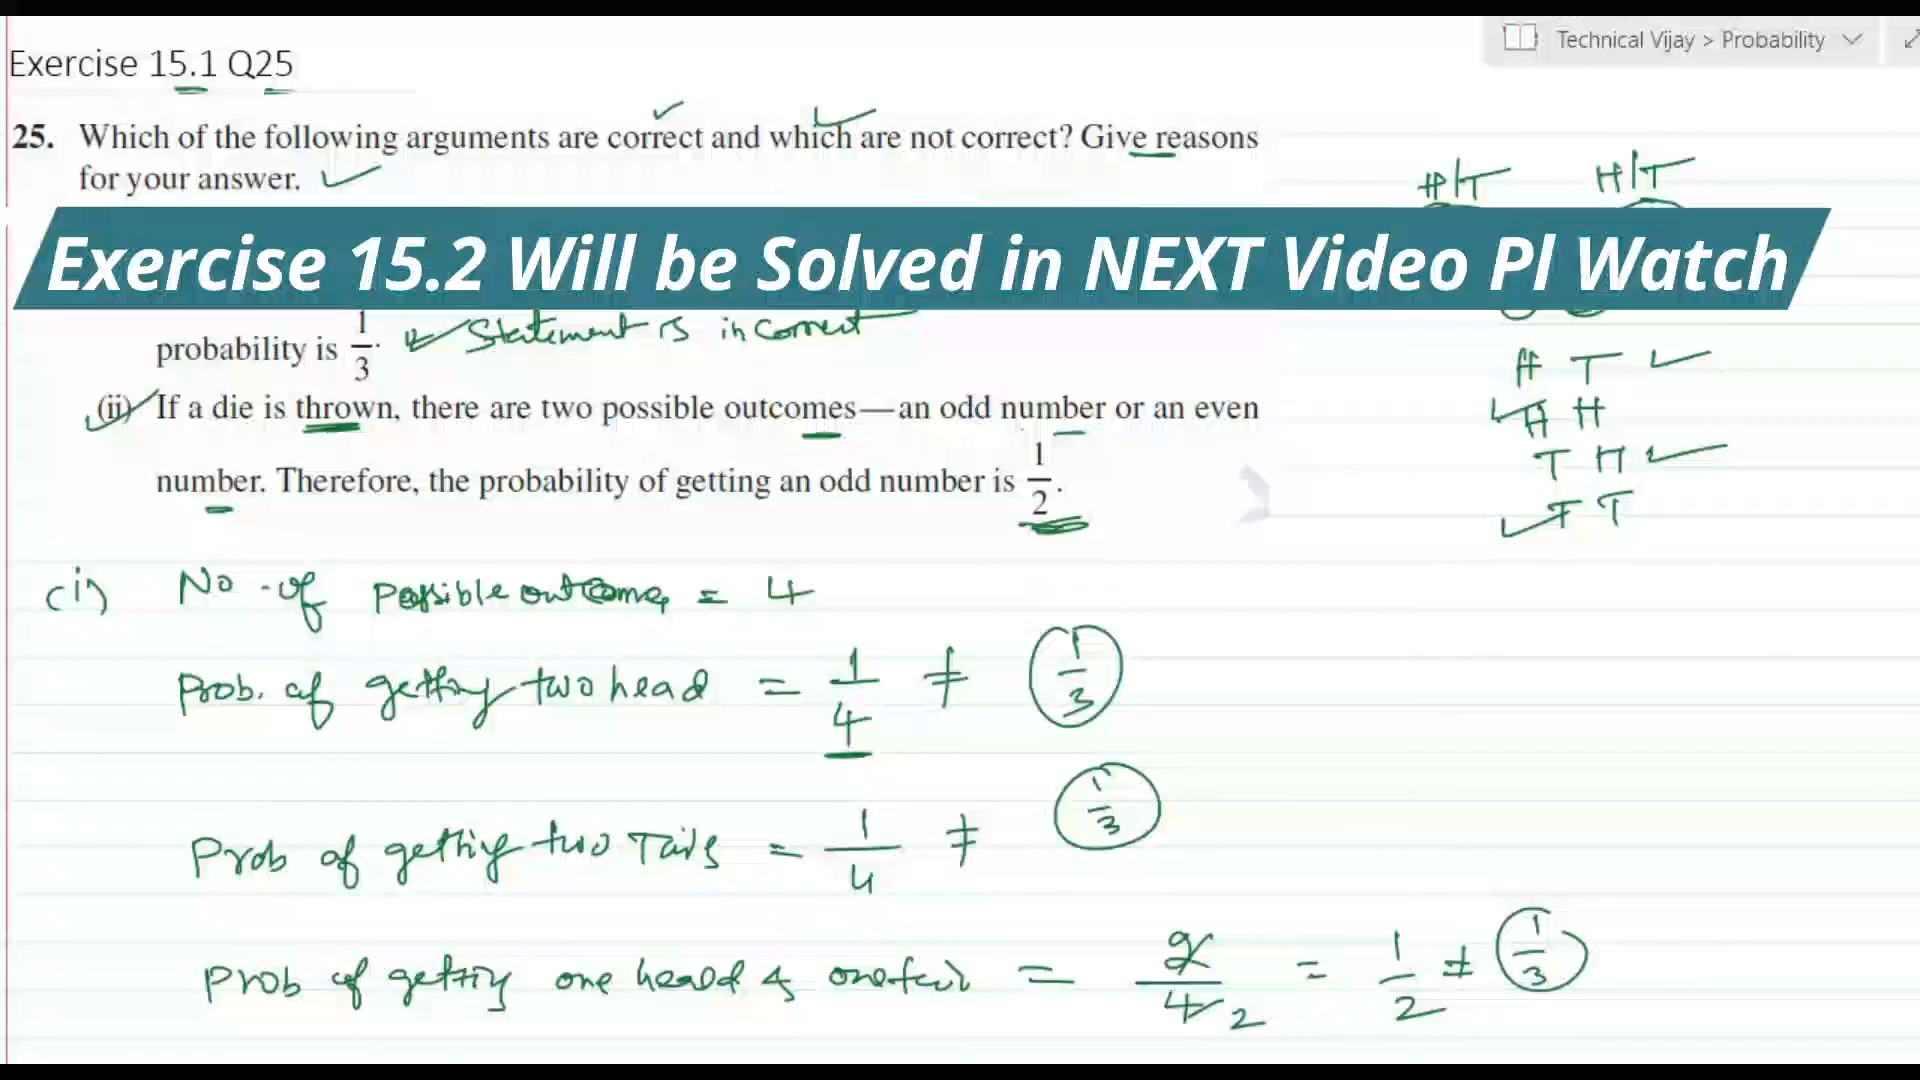 Technical Vijay > Probability
Exercise 15.1 Q25
25. Which of the following arguments are correct and which are not correct? Give reasons
for your answer.
H/T H/T
Exercise 15.2 Will be Solved in NEXT Video Pl Watch
probability is 1/3. Statement is incorrect
H T
(ii) If a die is thrown, there are two possible outcomes—an odd number or an even
H H
T H
number. Therefore, the probability of getting an odd number is 1/2.
T T
(i) No. of possible outcome = 4
Prob. of getting two head = 1/4 ≠ 1/3
Prob of getting two Tails = 1/4 ≠ 1/3
Prob of getting one head & one tail = 2/4 2 = 1/2 ≠ 1/3